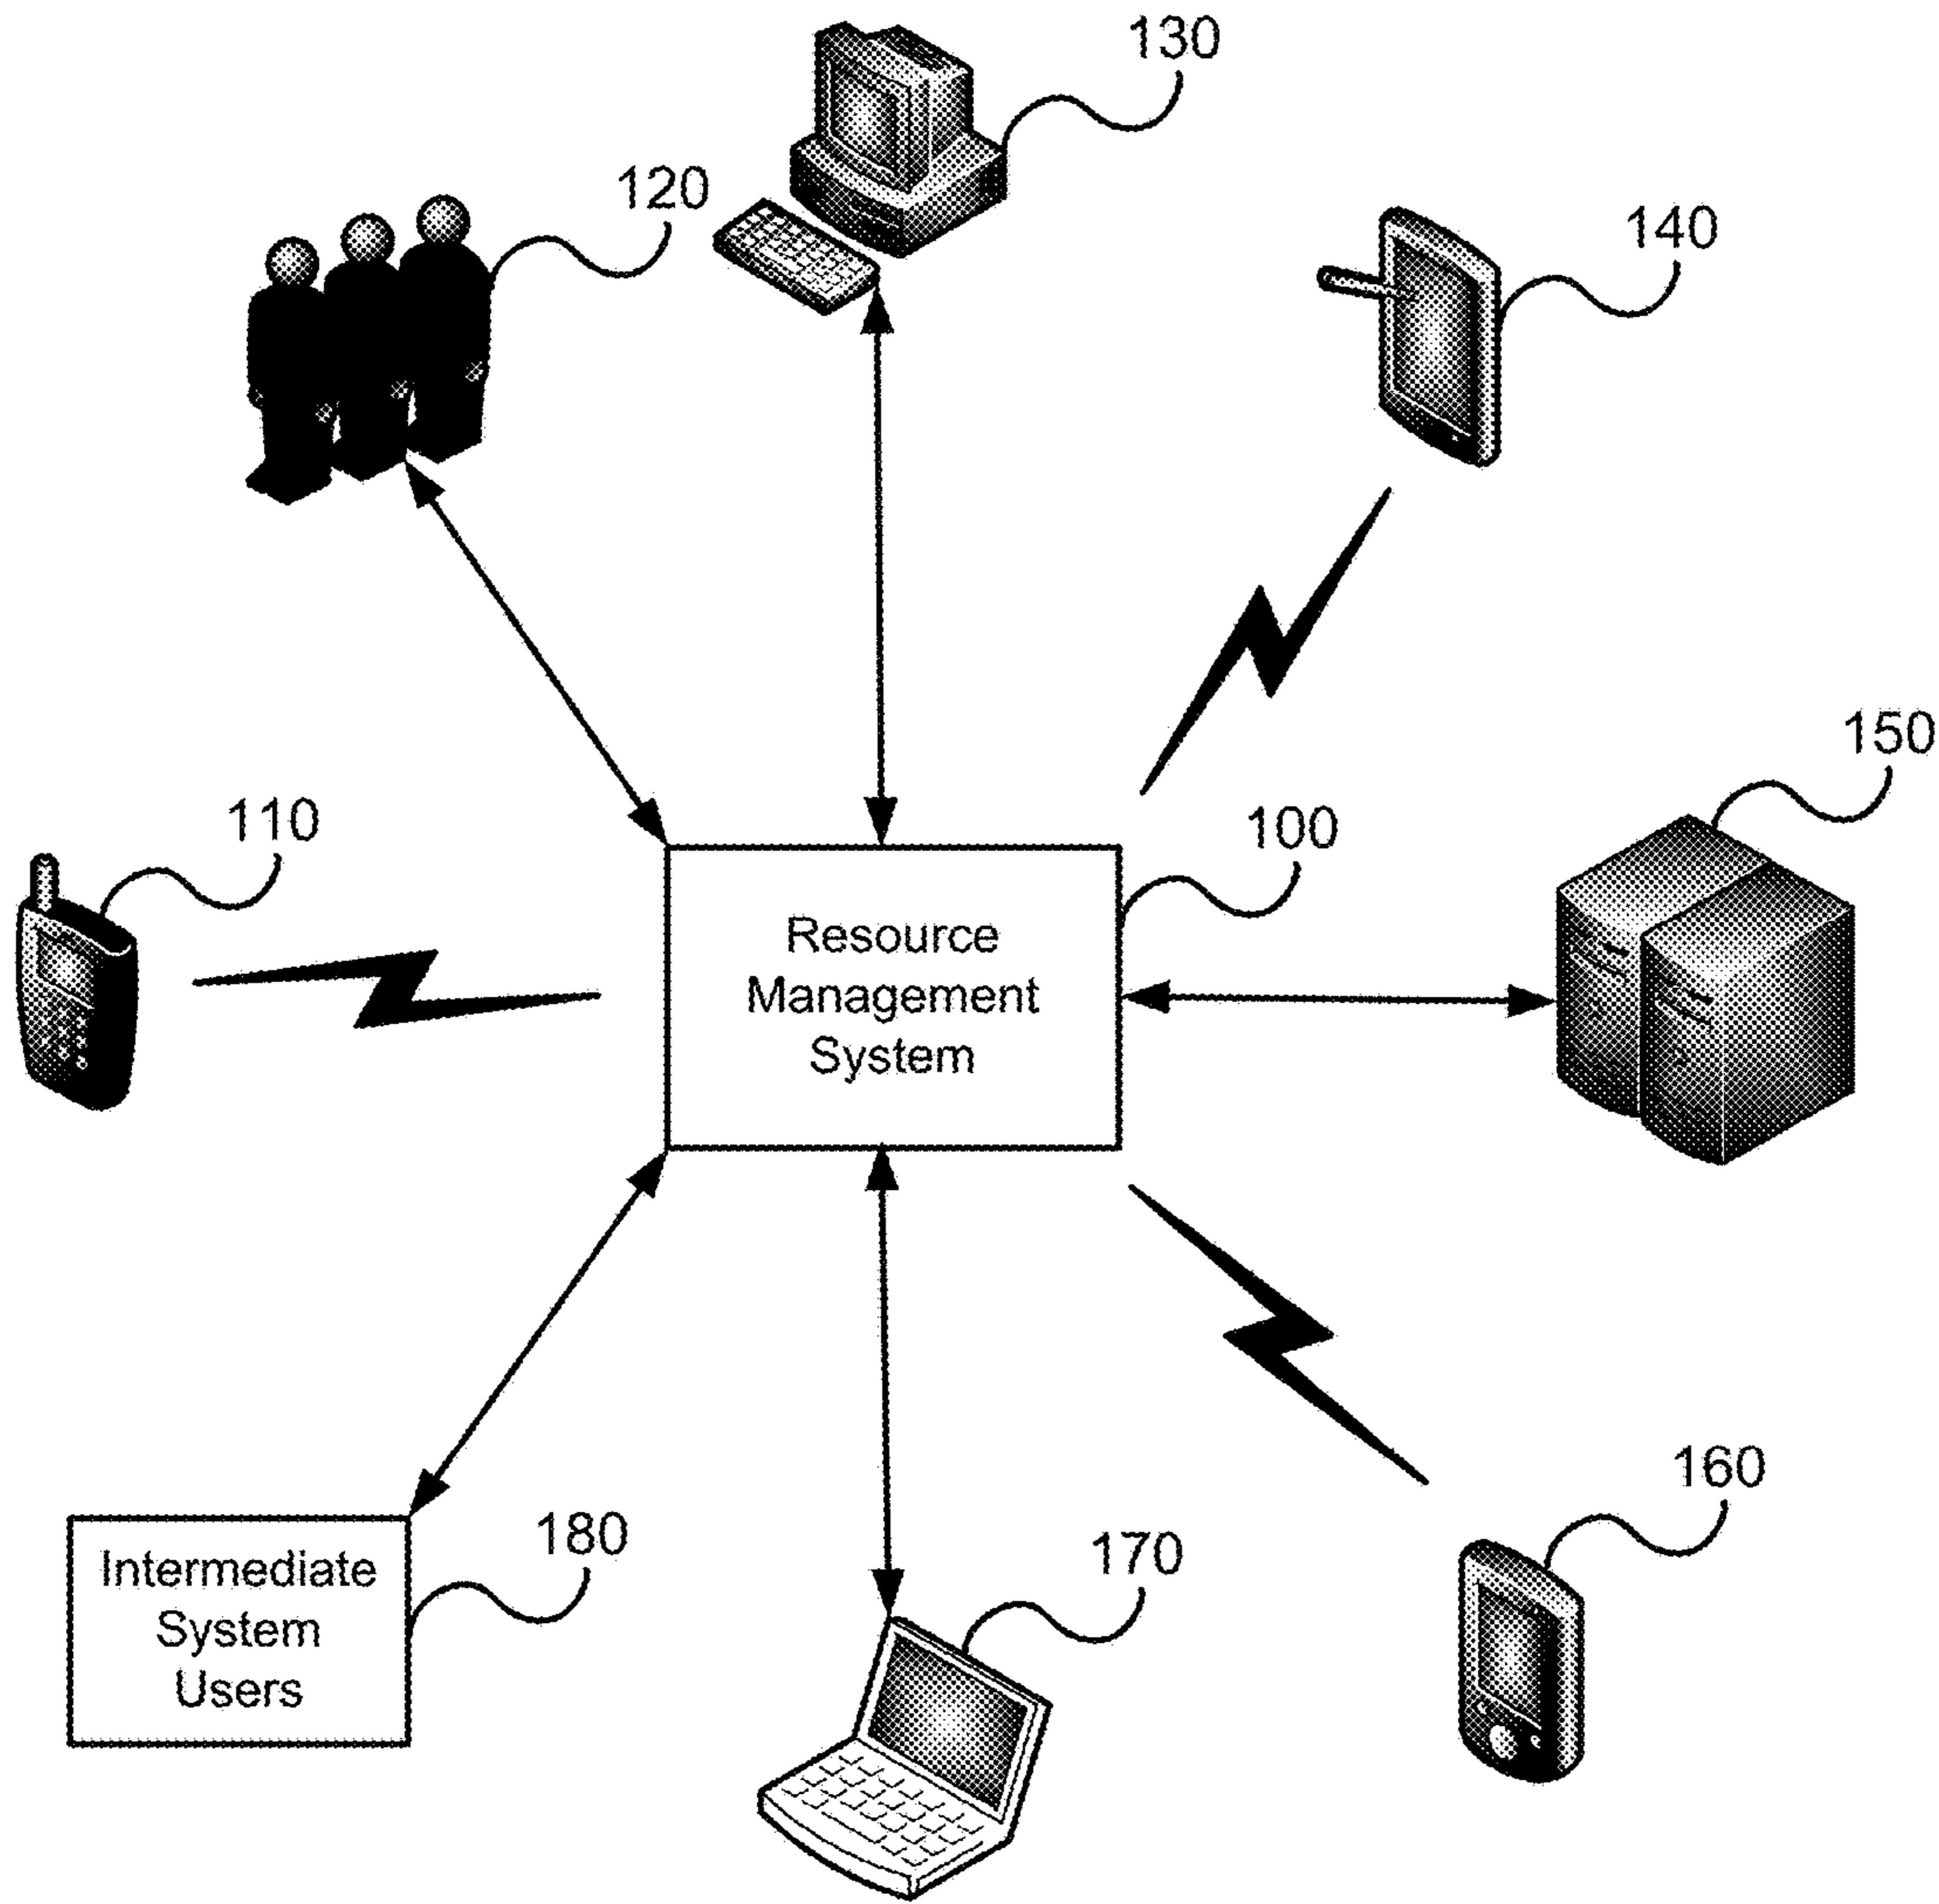 130
120
140
150
110
100
Resource
Management
System
160
180
170
Intermediate
System
Users